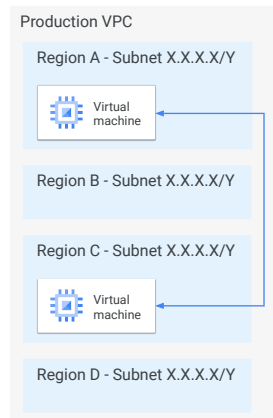 Production VPC
Region A - Subnet X.X.X.X/Y
Virtual
machine
Region B - Subnet X.X.X.X/Y
Region C - Subnet X.X.X.X/Y
Virtual
machine
Region D - Subnet X.X.X.X/Y